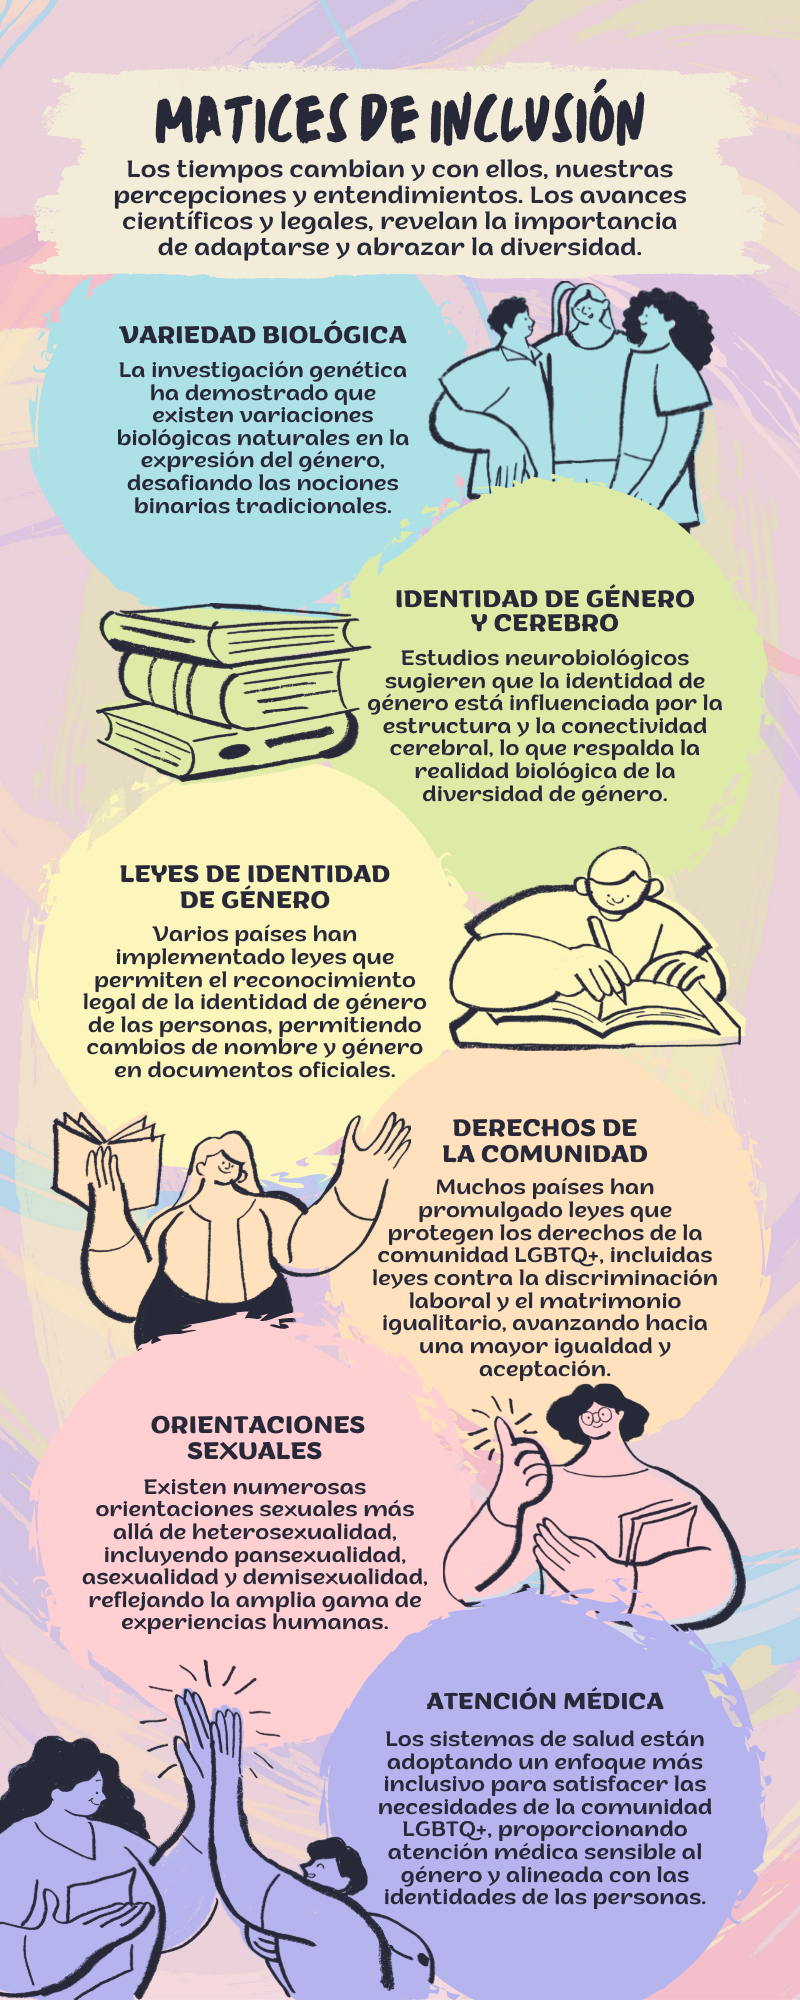 MATICES DE INCLUSIÓN
Los tiempos cambian y con ellos, nuestras
percepciones y entendimientos. Los avances
científicos y legales, revelan la importancia
de adaptarse y abrazar la diversidad.
VARIEDAD BIOLÓGICA
La investigación genética
ha demostrado que
existen variaciones
biológicas naturales en la
expresión del género,
desafiando las nociones
binarias tradicionales.
IDENTIDAD DE GÉNERO
Y CEREBRO
Estudios neurobiológicos
sugieren que la identidad de
género está influenciada por la
estructura y la conectividad
cerebral, lo que respalda la
realidad biológica de la
diversidad de género.
LEYES DE IDENTIDAD
DE GÉNERO
Varios países han
implementado leyes que
permiten el reconocimiento
legal de la identidad de género
de las personas, permitiendo
cambios de nombre y género
en documentos oficiales.
DERECHOS DE
LA COMUNIDAD
Muchos países han
promulgado leyes que
protegen los derechos de la
comunidad LGBTQ+, incluidas
leyes contra la discriminación
laboral y el matrimonio
igualitario, avanzando hacia
una mayor igualdad y
aceptación.
ORIENTACIONES
SEXUALES
Existen numerosas
orientaciones sexuales más
allá de heterosexualidad,
incluyendo pansexualidad,
asexualidad y demisexualidad,
reflejando la amplia gama de
experiencias humanas.
ATENCIÓN MÉDICA
Los sistemas de salud están
adoptando un enfoque más
inclusivo para satisfacer las
necesidades de la comunidad
LGBTQ+, proporcionando
atención médica sensible al
género y alineada con las
identidades de las personas.